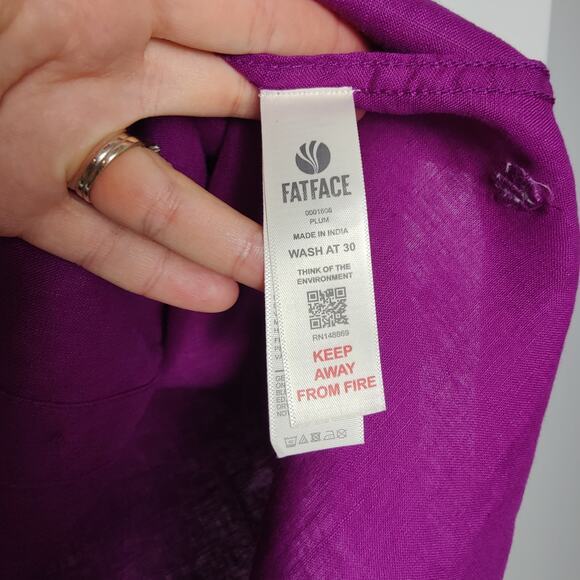 FATFACE
0001606
PLUM
MADE IN INDIA
WASH AT 30
THINK OF THE
ENVIRONMENT
RN148869
KEEP
AWAY
FROM FIRE